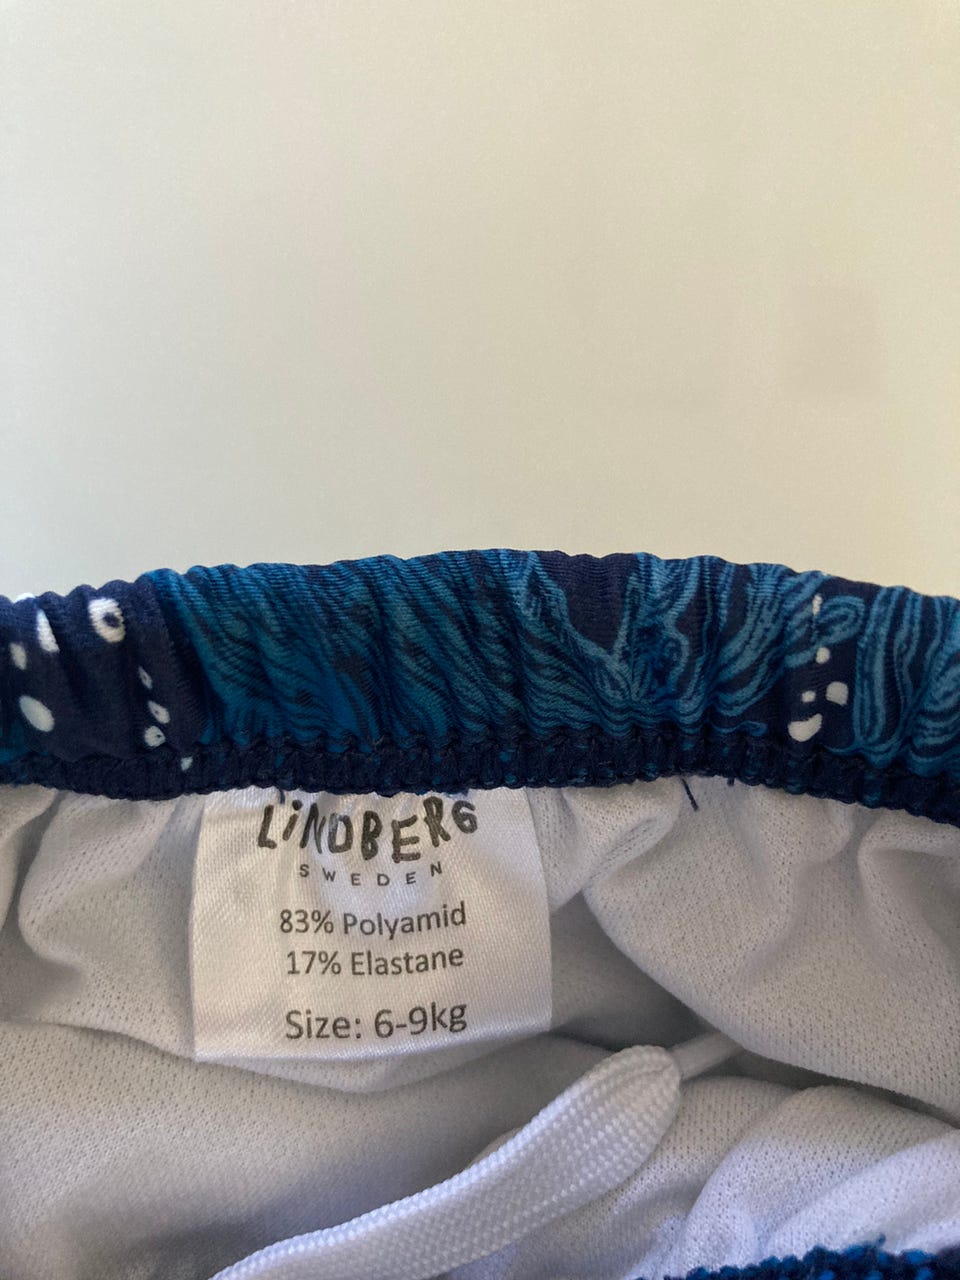 LiNDBERG
SWEDEN
83% Polyamid
17% Elastane
Size: 6-9kg